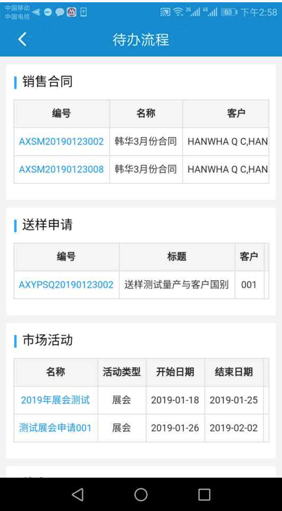 中国移动
中国电信
下午2:58
待办流程
销售合同
编号 名称 客户
AXSM20190123002 韩华3月份合同 HANWHA Q C,HAN
AXSM20190123008 韩华3月份合同 HANWHA Q C,HAN
送样申请
编号 标题 客户
AXYPSQ20190123002 送样测试量产与客户国别 001
市场活动
名称 活动类型 开始日期 结束日期
2019年展会测试 展会 2019-01-18 2019-01-25
测试展会申请001 展会 2019-01-26 2019-02-02